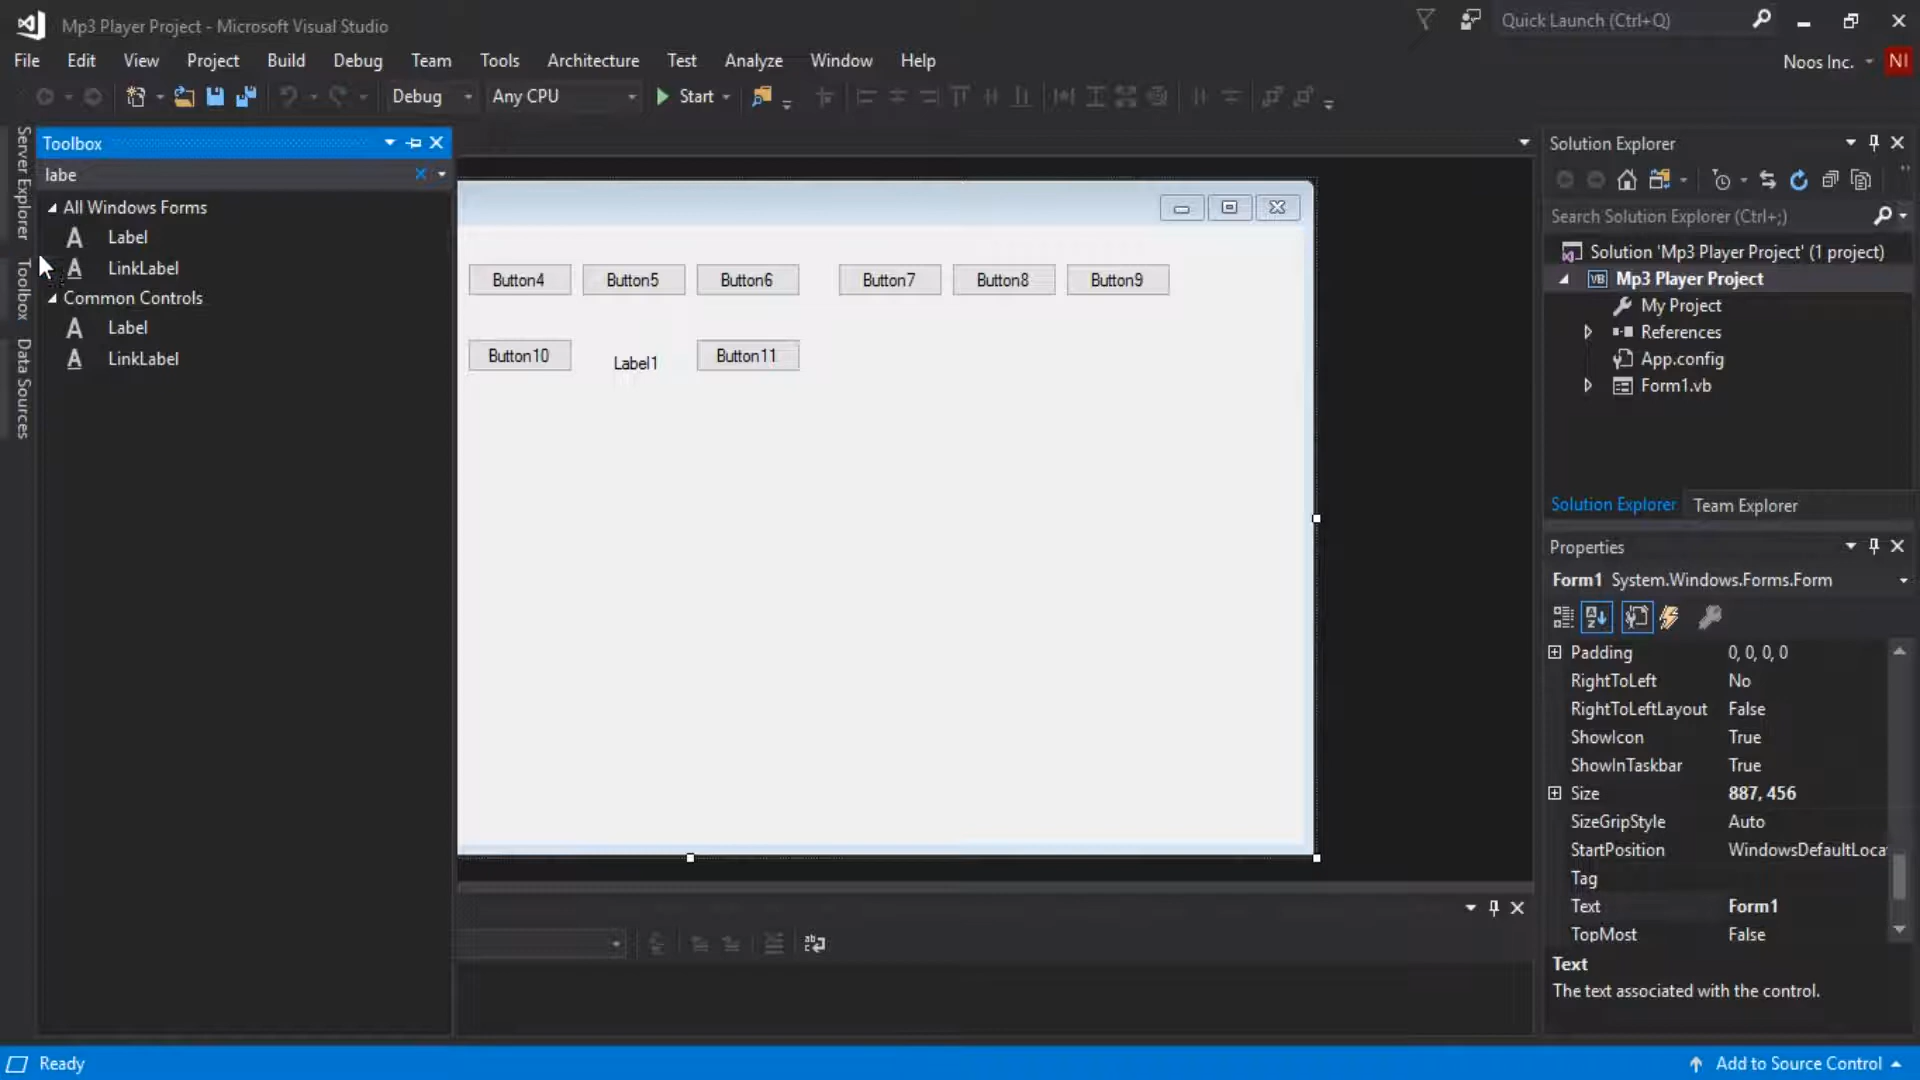 Mp3 Player Project - Microsoft Visual Studio
Quick Launch (Ctrl+Q)
File Edit View Project Build Debug Team Tools Architecture Test Analyze Window Help
Noos Inc. NI
Debug Any CPU Start
Server Explorer
Toolbox
Data Sources
Toolbox
labe
All Windows Forms
Label
LinkLabel
Common Controls
Label
LinkLabel
Button4 Button5 Button6 Button7 Button8 Button9
Button10 Label1 Button11
Solution Explorer
Search Solution Explorer (Ctrl+;)
Solution 'Mp3 Player Project' (1 project)
VB Mp3 Player Project
My Project
References
App.config
Form1.vb
Solution Explorer Team Explorer
Properties
Form1 System.Windows.Forms.Form
Padding 0, 0, 0, 0
RightToLeft No
RightToLeftLayout False
ShowIcon True
ShowInTaskbar True
Size 887, 456
SizeGripStyle Auto
StartPosition WindowsDefaultLoca
Tag
Text Form1
TopMost False
Text
The text associated with the control.
Ready
Add to Source Control